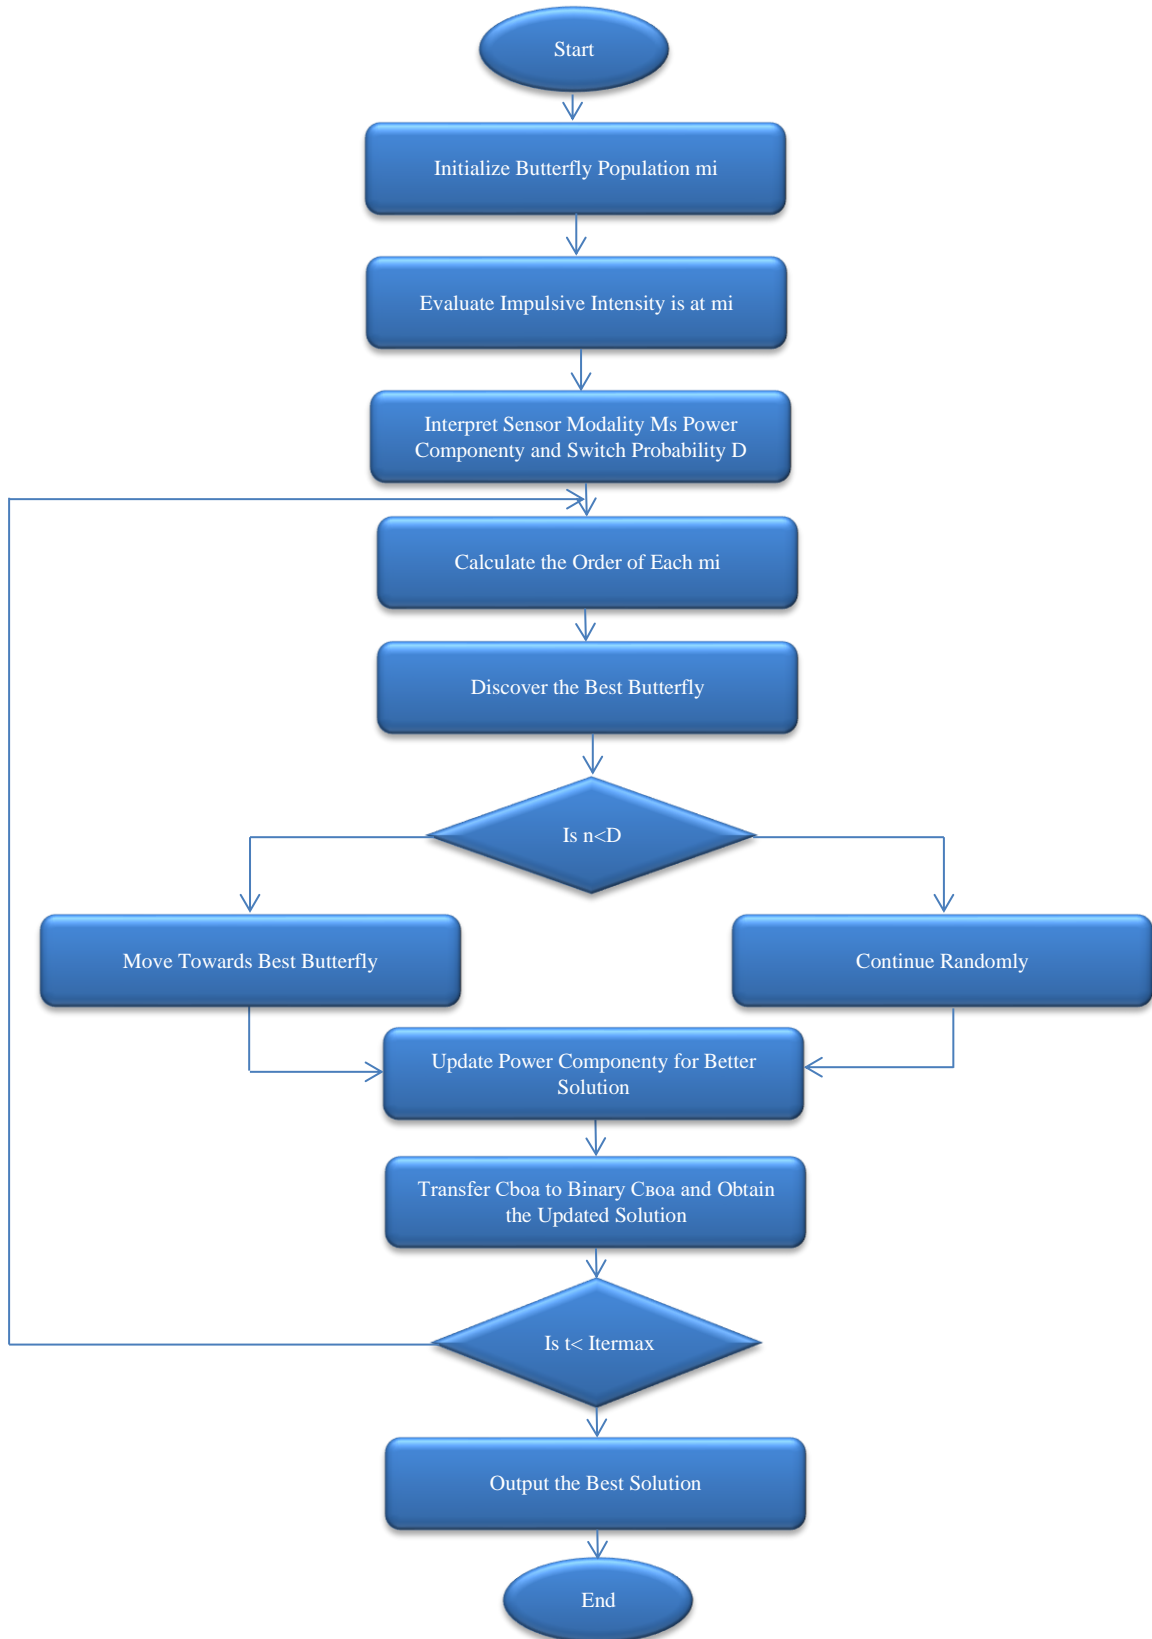 Start
Initialize Butterfly Population mi
Evaluate Impulsive Intensity is at mi
Interpret Sensor Modality Ms Power
Componenty and Switch Probability D
Calculate the Order of Each mi
Discover the Best Butterfly
Is n<D
Move Towards Best Butterfly
Continue Randomly
Update Power Componenty for Better
Solution
Transfer Cboa to Binary Cвоа and Obtain
the Updated Solution
Is t< Itermax
Output the Best Solution
End